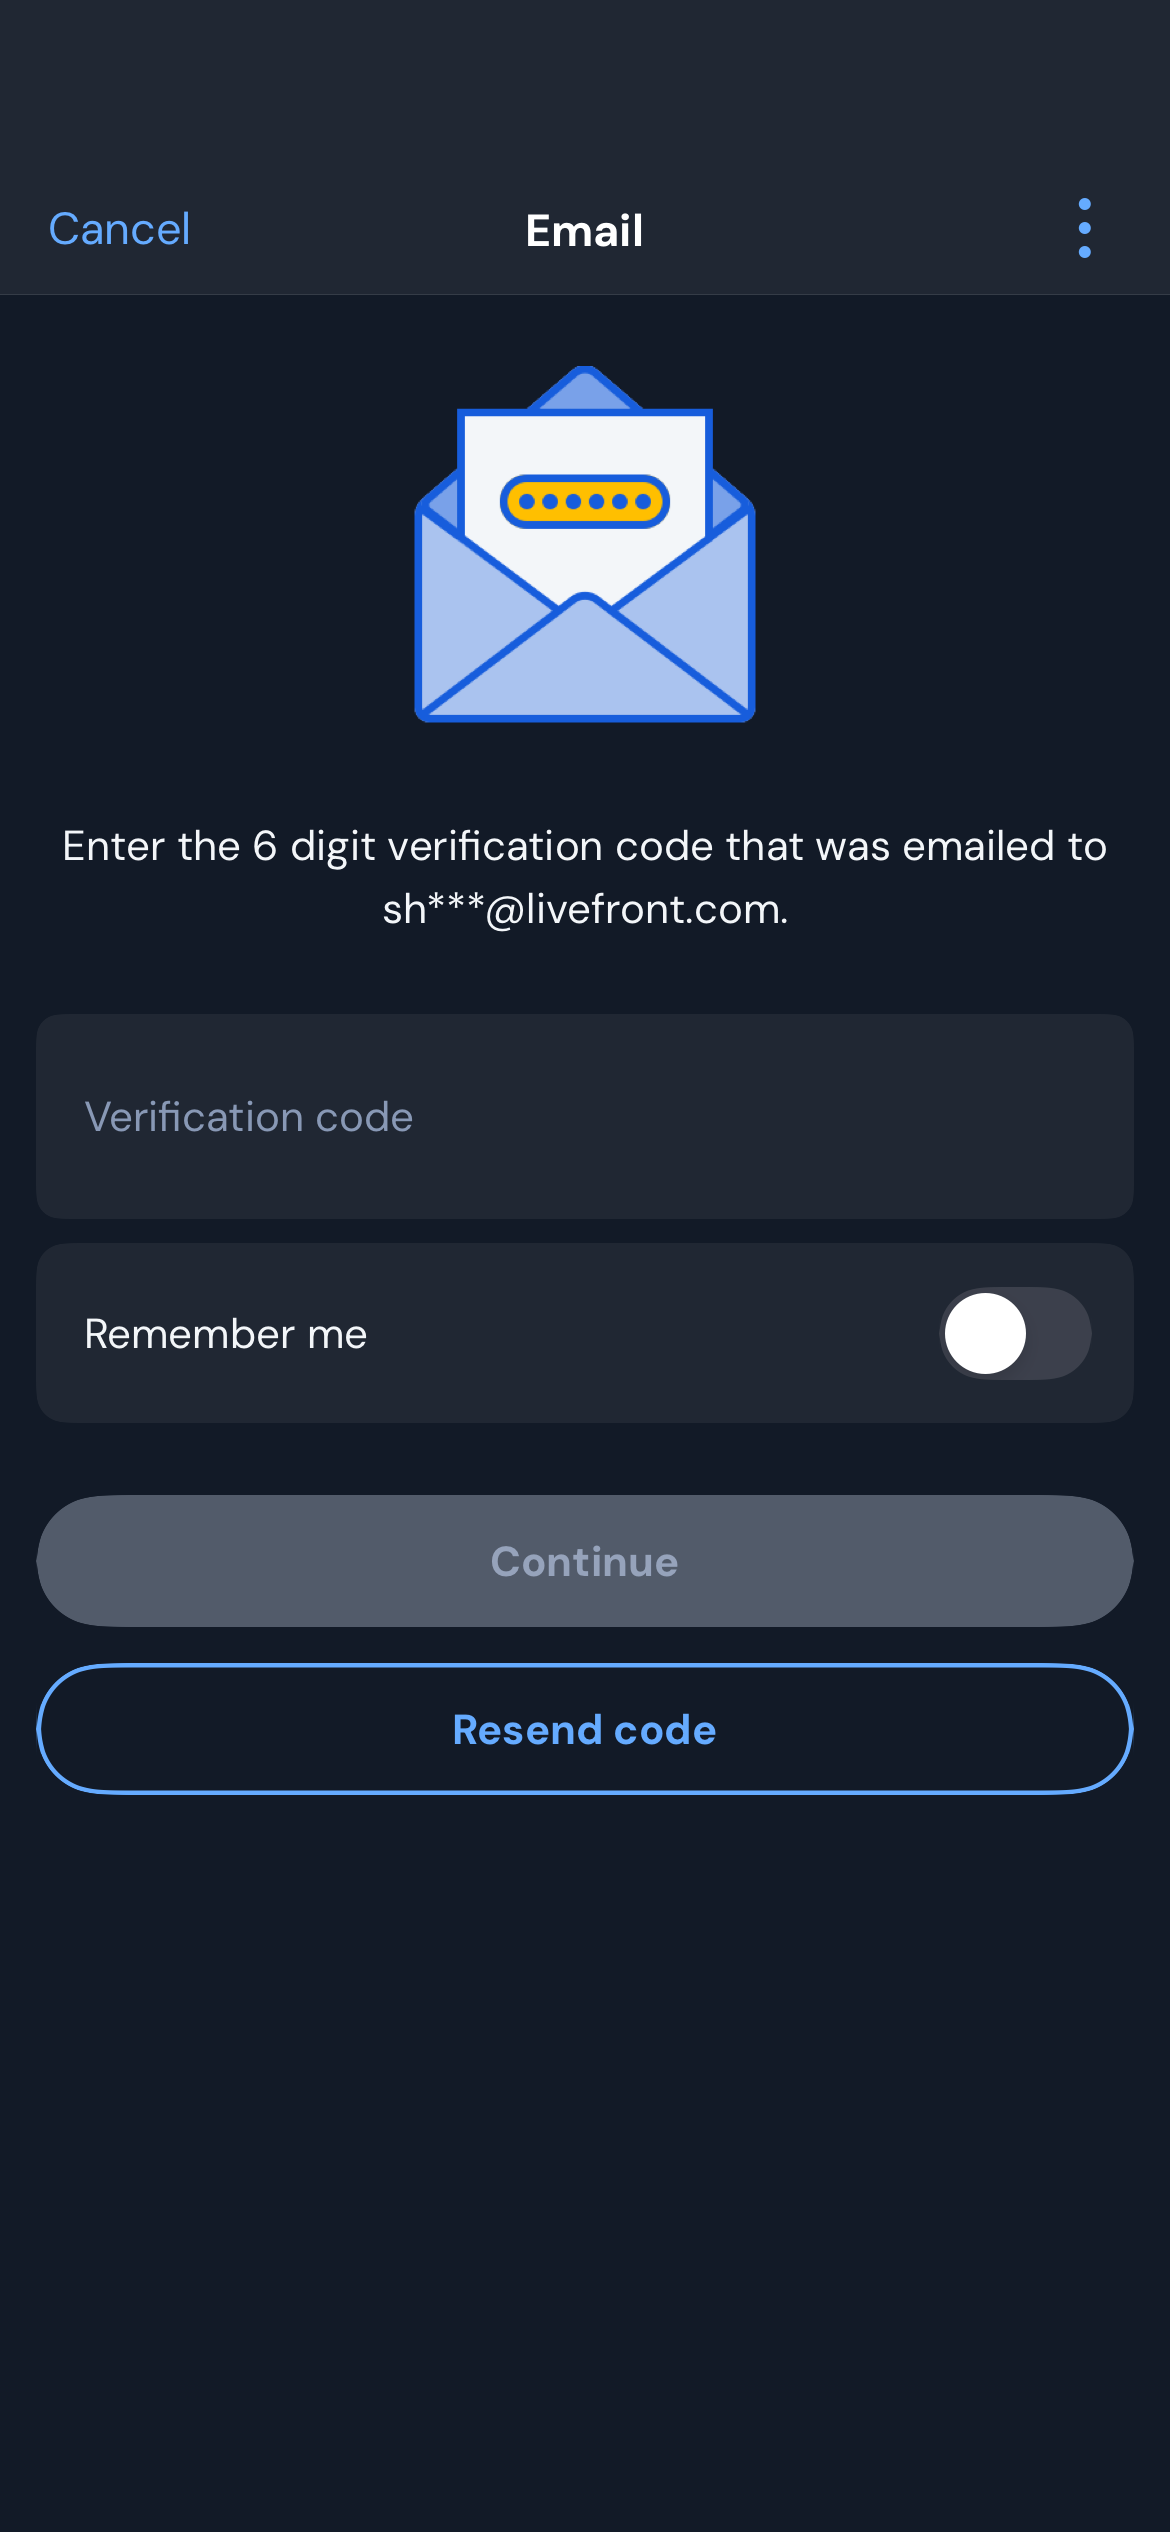 Cancel
Email
Enter the 6 digit verification code that was emailed to
sh***@livefront.com.
Verification code
Remember me
Continue
Resend code